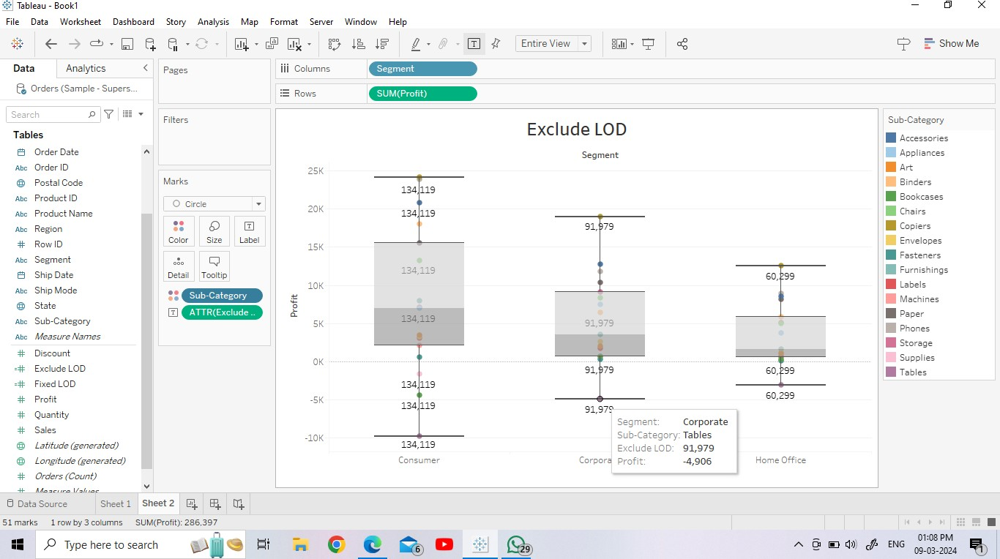 Tableau - Book1
File Data Worksheet Dashboard Story Analysis Map Format Server Window Help
Entire View
Show Me
Data Analytics
Orders (Sample - Supers...
Search
Tables
Order Date
Abc Order ID
Postal Code
Abc Product ID
Abc Product Name
Abc Region
# Row ID
Abc Segment
Ship Date
Abc Ship Mode
State
Abc Sub-Category
Abc Measure Names
# Discount
=# Exclude LOD
=# Fixed LOD
# Profit
# Quantity
# Sales
Latitude (generated)
Longitude (generated)
# Orders (Count)
# Measure Values
Pages
Filters
Marks
Circle
Color Size Label
Detail Tooltip
Sub-Category
ATTR(Exclude ..
Columns Segment
Rows SUM(Profit)
Exclude LOD
Segment
Profit
25K
20K
15K
10K
5K
0K
-5K
-10K
134,119
134,119
134,119
134,119
134,119
134,119
134,119
91,979
91,979
91,979
91,979
60,299
60,299
60,299
Consumer Corpora Home Office
Segment: Corporate
Sub-Category: Tables
Exclude LOD: 91,979
Profit: -4,906
Sub-Category
Accessories
Appliances
Art
Binders
Bookcases
Chairs
Copiers
Envelopes
Fasteners
Furnishings
Labels
Machines
Paper
Phones
Storage
Supplies
Tables
Data Source Sheet 1 Sheet 2
51 marks 1 row by 3 columns SUM(Profit): 286,397
Type here to search
6
29
ENG
01:08 PM
09-03-2024
1